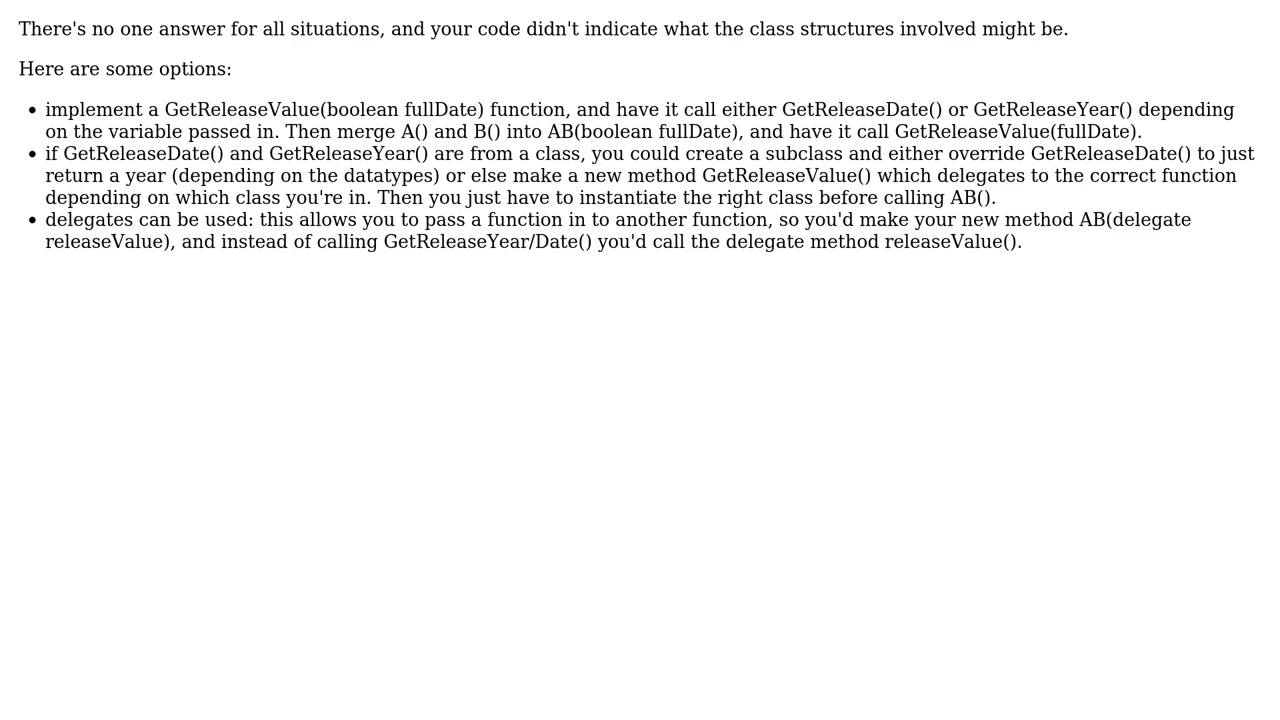 There's no one answer for all situations, and your code didn't indicate what the class structures involved might be.
Here are some options:
• implement a GetReleaseValue(boolean fullDate) function, and have it call either GetReleaseDate() or GetReleaseYear() depending
on the variable passed in. Then merge A() and B() into AB(boolean fullDate), and have it call GetReleaseValue(fullDate).
• if GetReleaseDate() and GetReleaseYear() are from a class, you could create a subclass and either override GetReleaseDate() to just
return a year (depending on the datatypes) or else make a new method GetReleaseValue() which delegates to the correct function
depending on which class you're in. Then you just have to instantiate the right class before calling AB().
• delegates can be used: this allows you to pass a function in to another function, so you'd make your new method AB(delegate
releaseValue), and instead of calling GetReleaseYear/Date() you'd call the delegate method releaseValue().